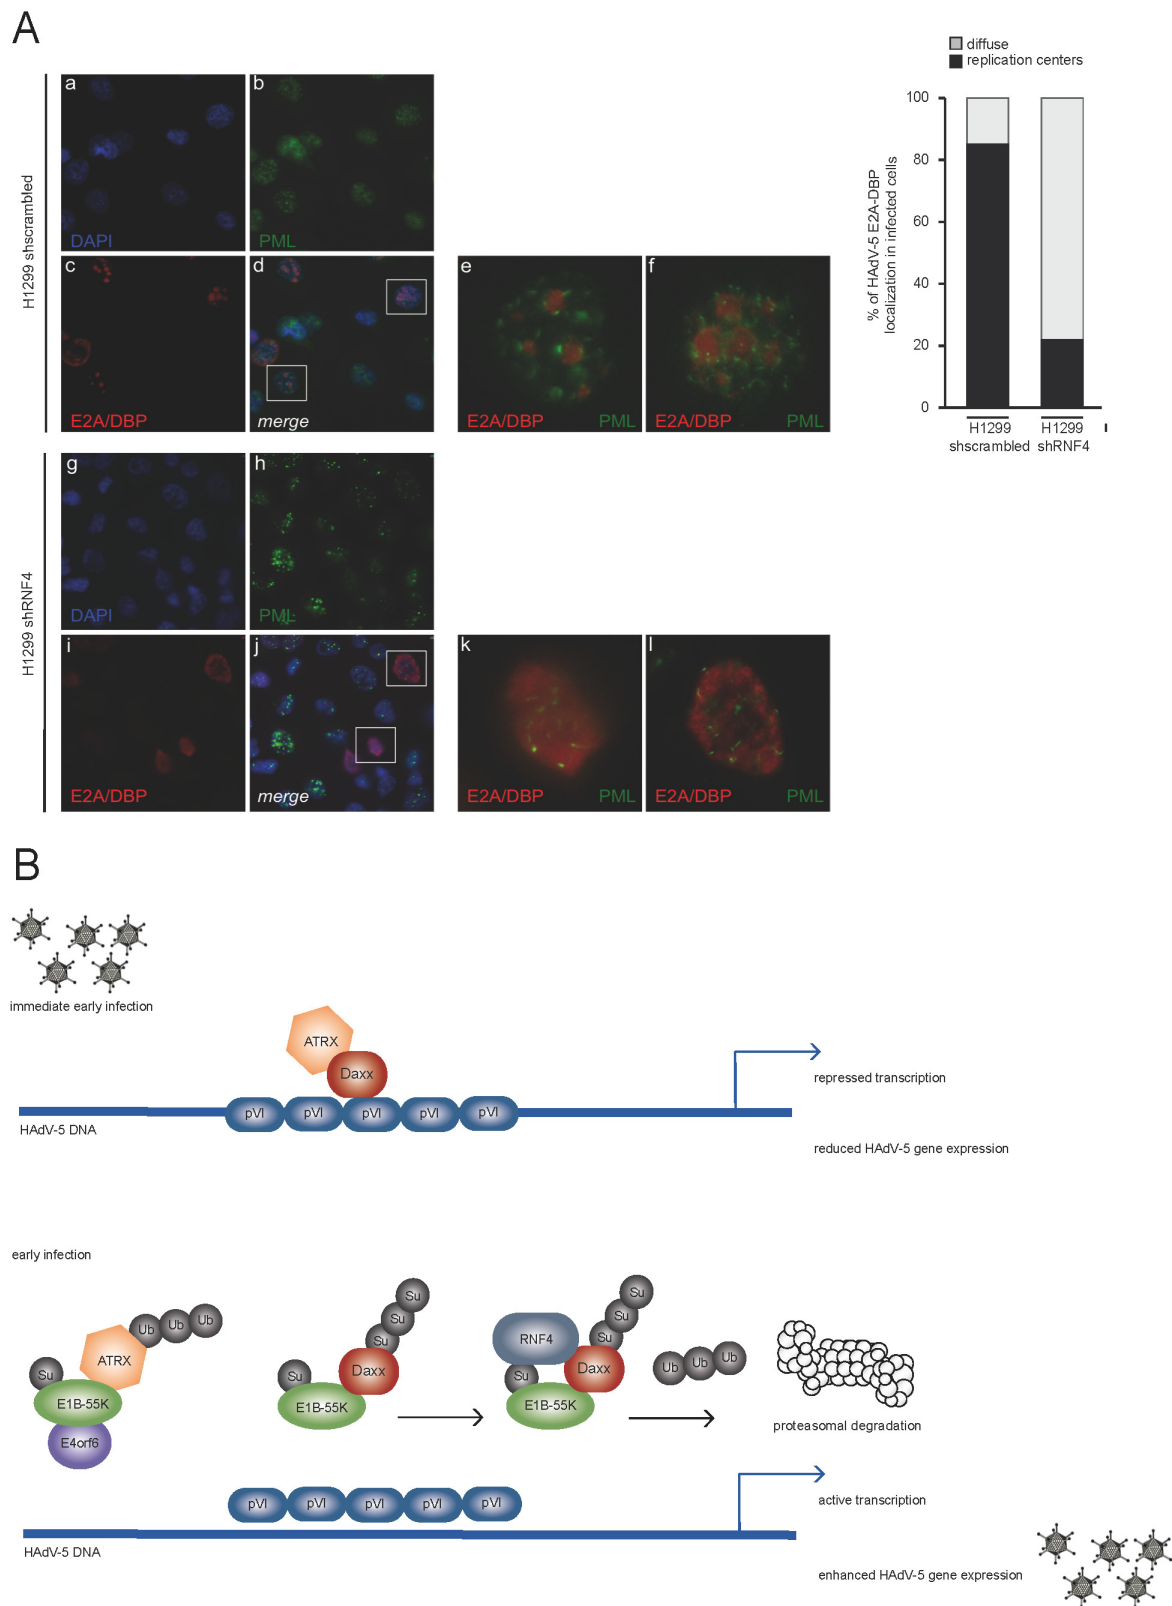 A
H1299 shscrambled
a
b
DAPI
PML
c
d
E2A/DBP
merge
e
f
E2A/DBP
PML
E2A/DBP
PML
H1299 shRNF4
g
h
DAPI
PML
i
j
E2A/DBP
merge
k
l
E2A/DBP
PML
E2A/DBP
PML
diffuse
replication centers
% of HAdV-5 E2A-DBP
localization in infected cells
100
80
60
40
20
0
H1299
shscrambled
H1299
shRNF4
B
immediate early infection
ATRX
Daxx
pVI pVI pVI pVI pVI
HAdV-5 DNA
repressed transcription
reduced HAdV-5 gene expression
early infection
Ub Ub Ub
ATRX
Su
E1B-55K
E4orf6
Su
Su
Su
Daxx
Su
E1B-55K
Su
Su
Su
RNF4
Daxx
Su
E1B-55K
Ub Ub Ub
proteasomal degradation
pVI pVI pVI pVI pVI
HAdV-5 DNA
active transcription
enhanced HAdV-5 gene expression